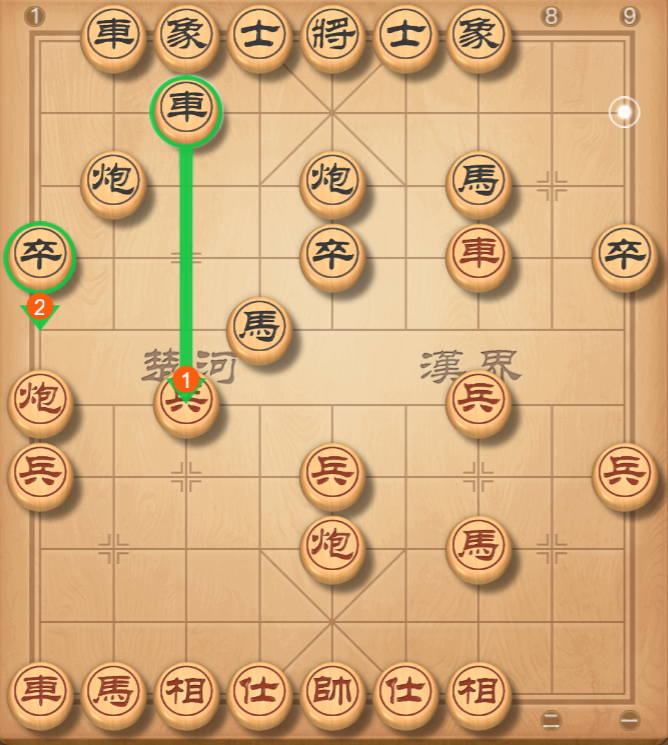 1 8 9
車 象 士 將 士 象
車
炮 炮 馬
卒 卒 車 卒
2
馬
楚河 漢界
1
炮 兵 兵
兵 兵 兵
炮 馬
車 馬 相 仕 帥 仕 相
二 一